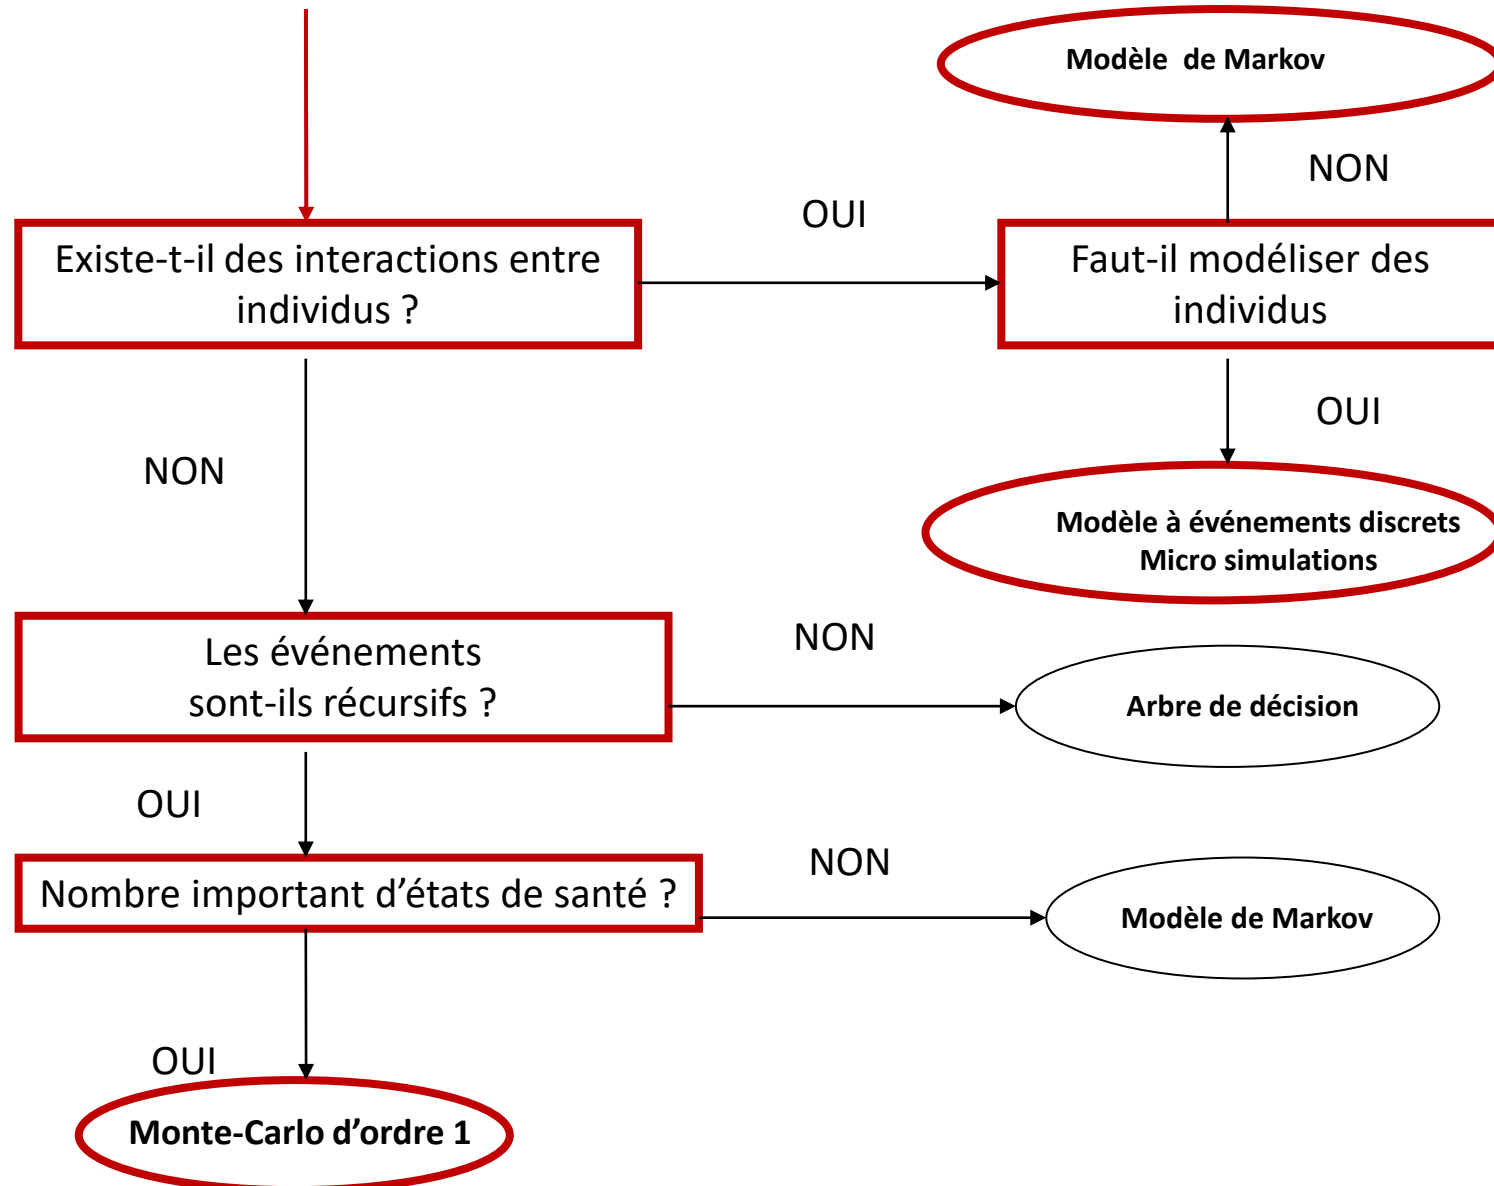 Modèle  de Markov
NON
OUI
Existe-t-il des interactions entre
individus ?
Faut-il modéliser des
individus
OUI
NON
Modèle à événements discrets
Micro simulations
Les événements
sont-ils récursifs ?
NON
Arbre de décision
OUI
Nombre important d'états de santé ?
NON
Modèle de Markov
OUI
Monte-Carlo d’ordre 1